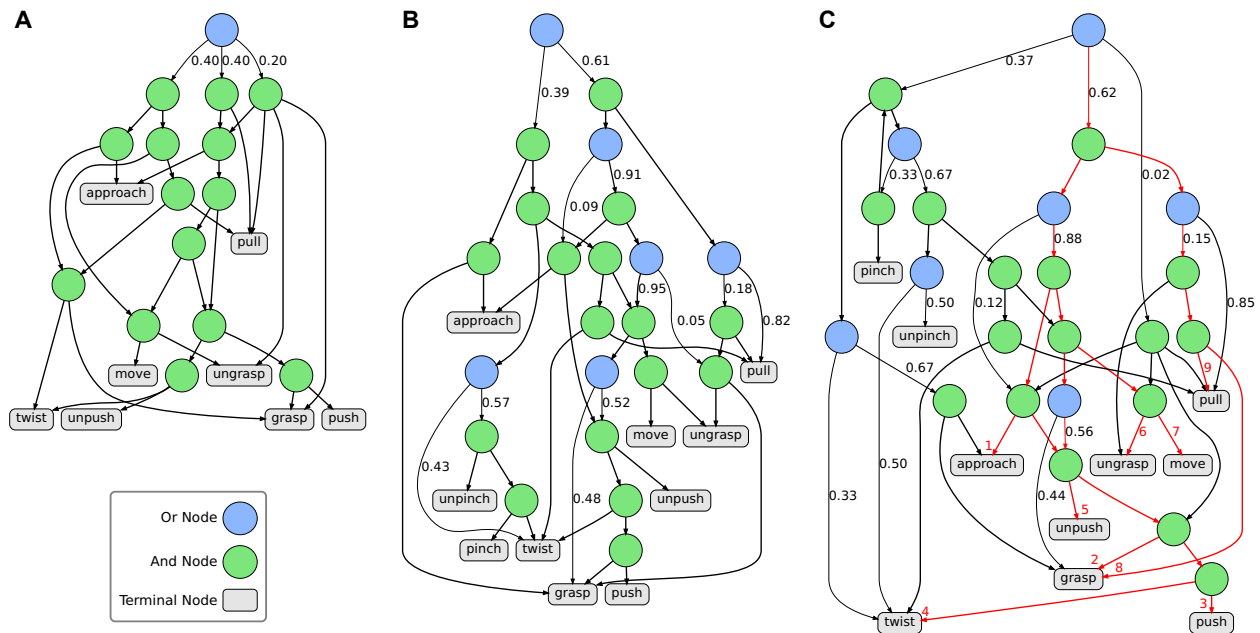 A
B
C
0.40
0.40
0.20
approach
pull
move
ungrasp
twist
unpush
grasp
push
Or Node
And Node
Terminal Node
0.39
0.61
0.91
0.09
0.95
0.18
0.05
0.82
approach
pull
0.57
0.52
move
ungrasp
0.43
0.48
unpinch
unpush
pinch
twist
grasp
push
0.37
0.62
0.02
0.33
0.67
0.88
0.15
pinch
0.50
0.12
0.85
unpinch
0.67
9
pull
0.56
1
6
7
approach
ungrasp
move
0.33
0.50
0.44
5
unpush
2
8
grasp
3
4
twist
push